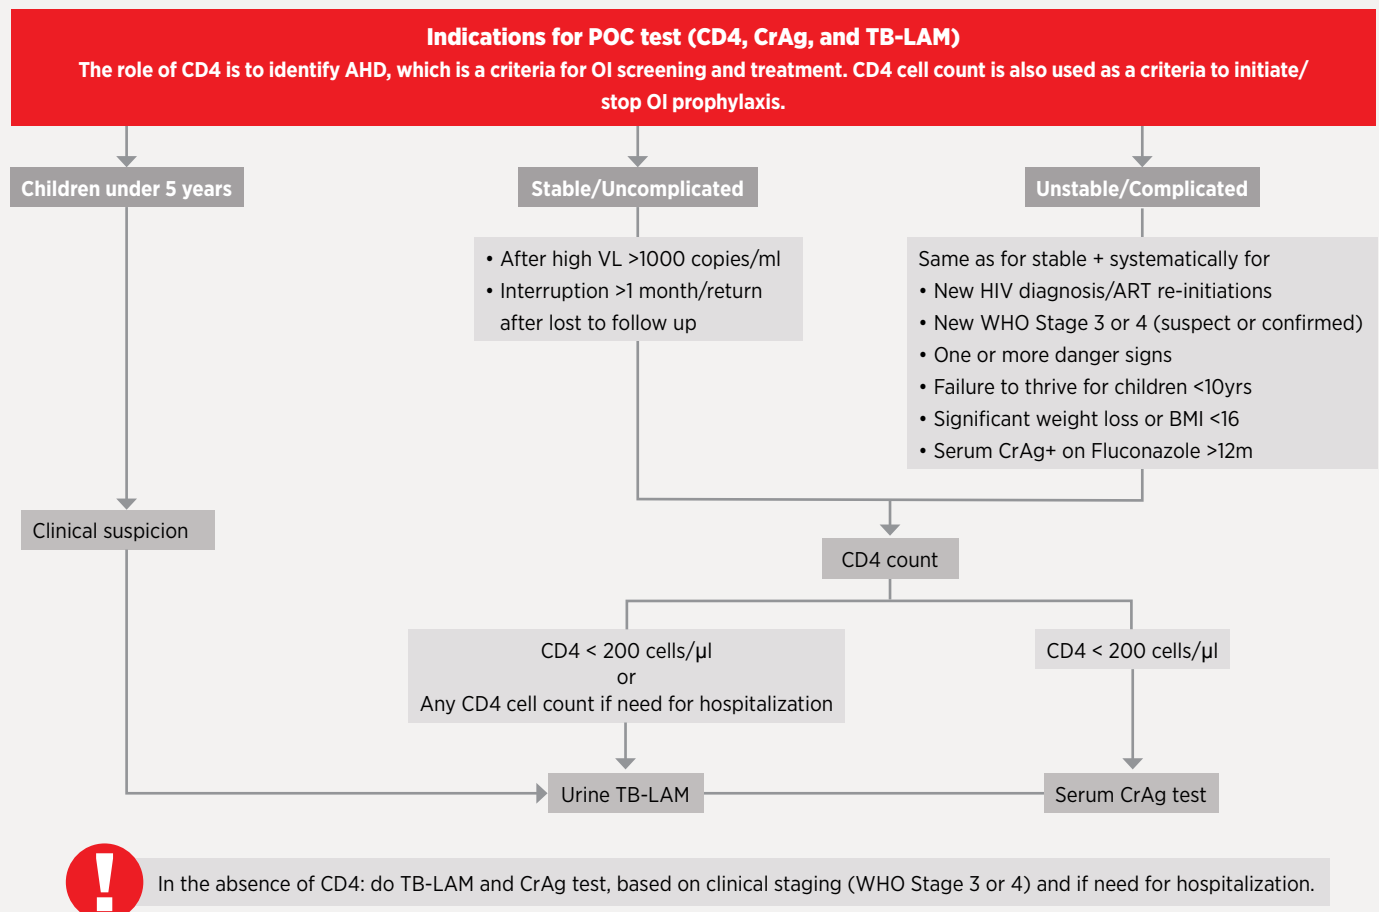 Indications for POC test (CD4, CrAg, and TB-LAM)
The role of CD4 is to identify AHD, which is a criteria for OI screening and treatment. CD4 cell count is also used as a criteria to initiate/
stop OI prophylaxis.
Children under 5 years
Stable/Uncomplicated
Unstable/Complicated
• After high VL >1000 copies/ml
• Interruption >1 month/return
after lost to follow up
Same as for stable + systematically for
• New HIV diagnosis/ART re-initiations
• New WHO Stage 3 or 4 (suspect or confirmed)
• One or more danger signs
• Failure to thrive for children <10yrs
• Significant weight loss or BMI <16
• Serum CrAg+ on Fluconazole >12m
Clinical suspicion
CD4 count
CD4 < 200 cells/µl
or
Any CD4 cell count if need for hospitalization
CD4 < 200 cells/µl
Urine TB-LAM
Serum CrAg test
!
In the absence of CD4: do TB-LAM and CrAg test, based on clinical staging (WHO Stage 3 or 4) and if need for hospitalization.